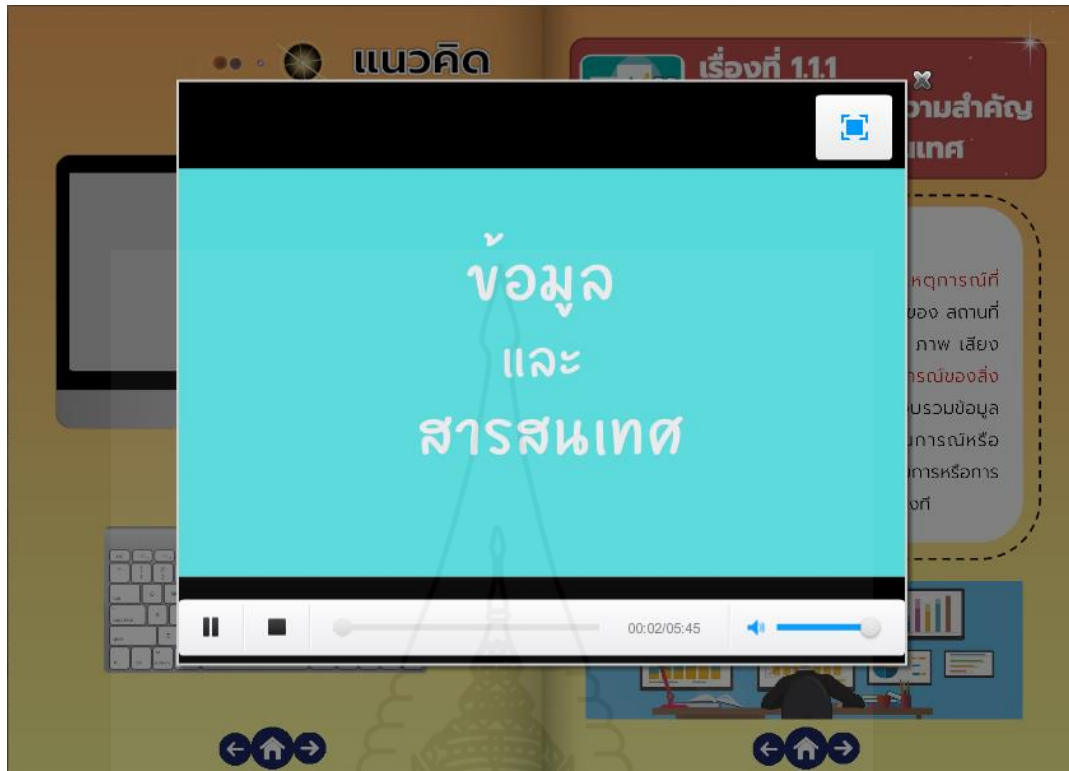 แนวคิด
เรื่องที่ 1.1.1
วามสำคัญ
นเทศ
ข้อมูล
และ
สารสนเทศ
หตุการณ์ที่
ของ สถานที่
ภาพ เสียง
ารณ์ของสิ่ง
บรวมข้อมูล
นการณ์หรือ
นการหรือการ
งที
00:02/05:45